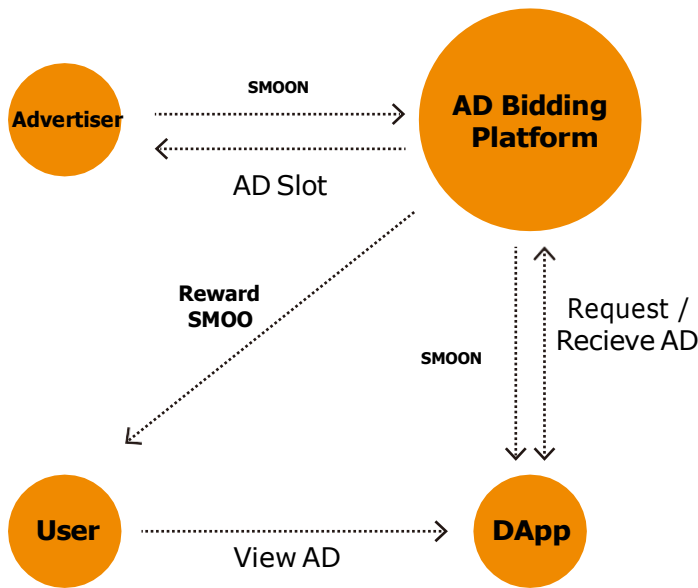 SMOON
Advertiser
AD Bidding
Platform
AD Slot
Reward
SMOO
Request /
Recieve AD
SMOON
User
DApp
View AD